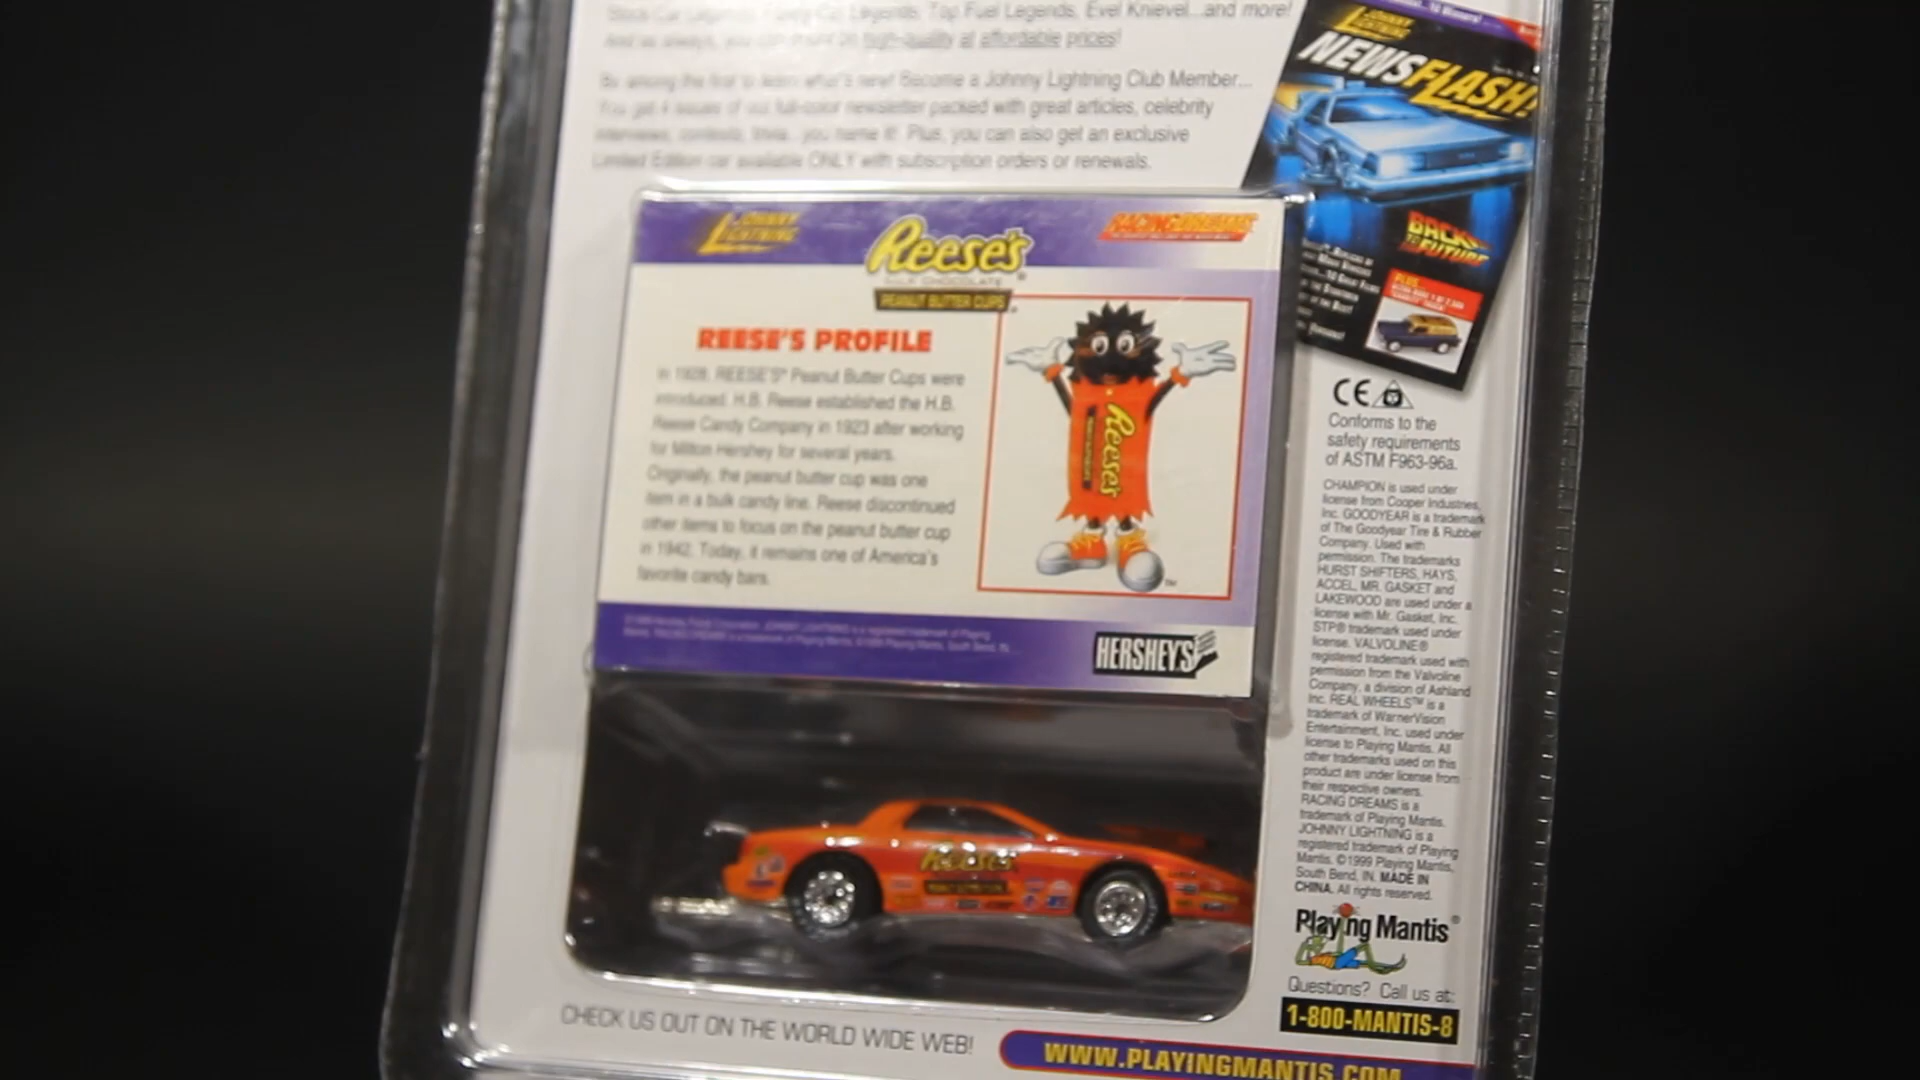 Stock Car Legends, Funny Car Legends, Top Fuel Legends, Evel Knievel...and more!
And as always, you can count on high-quality at affordable prices!
By among the first to learn what's new! Become a Johnny Lightning Club Member...
You get 4 issues of our full-color newsletter packed with great articles, celebrity
interviews, contests, trivia...you name it! Plus, you can also get an exclusive
Limited Edition car available ONLY with subscription orders or renewals.
JOHNNY LIGHTNING
NEWSFLASH!
BACK TO THE FUTURE
PLUS...
JOHNNY LIGHTNING
Reese's
MILK CHOCOLATE
PEANUT BUTTER CUPS
RACING DREAMS
REESE'S PROFILE
In 1928, REESE'S® Peanut Butter Cups were
introduced. H.B. Reese established the H.B.
Reese Candy Company in 1923 after working
for Milton Hershey for several years.
Originally, the peanut butter cup was one
item in a bulk candy line. Reese discontinued
other items to focus on the peanut butter cup
in 1942. Today, it remains one of America's
favorite candy bars.
Reese's
TM
HERSHEY'S
CE
Conforms to the
safety requirements
of ASTM F963-96a.
CHAMPION is used under
license from Cooper Industries,
Inc. GOODYEAR is a trademark
of The Goodyear Tire & Rubber
Company. Used with
permission. The trademarks
HURST SHIFTERS, HAYS,
ACCEL, MR. GASKET and
LAKEWOOD are used under a
license with Mr. Gasket, Inc.
STP® trademark used under
license. VALVOLINE®
registered trademark used with
permission from the Valvoline
Company, a division of Ashland
Inc. REAL WHEELS™ is a
trademark of WarnerVision
Entertainment, Inc. used under
license to Playing Mantis. All
other trademarks used on this
product are under license from
their respective owners.
RACING DREAMS is a
trademark of Playing Mantis.
JOHNNY LIGHTNING is a
registered trademark of Playing
Mantis. ©1999 Playing Mantis,
South Bend, IN. MADE IN
CHINA. All rights reserved.
Reese's
Playing Mantis®
Questions? Call us at:
1-800-MANTIS-8
CHECK US OUT ON THE WORLD WIDE WEB!
WWW.PLAYINGMANTIS.COM